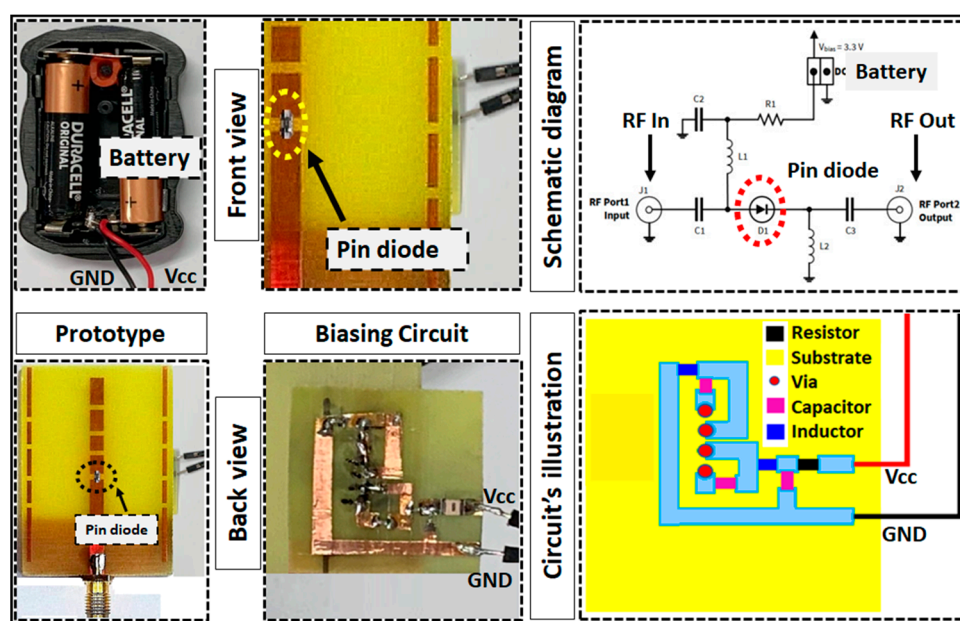 DURACELL
ORIGINAL
DURACELL
Battery
GND
Vcc
Front view
Pin diode
Schematic diagram
Vbias = 3.3 V
DC
Battery
C2
R1
RF In
RF Out
L1
Pin diode
J1
J2
RF Port1
Input
RF Port2
Output
C1
D1
C3
L2
Prototype
Pin diode
Back view
Biasing Circuit
Vcc
GND
Circuit's illustration
Resistor
Substrate
Via
Capacitor
Inductor
Vcc
GND